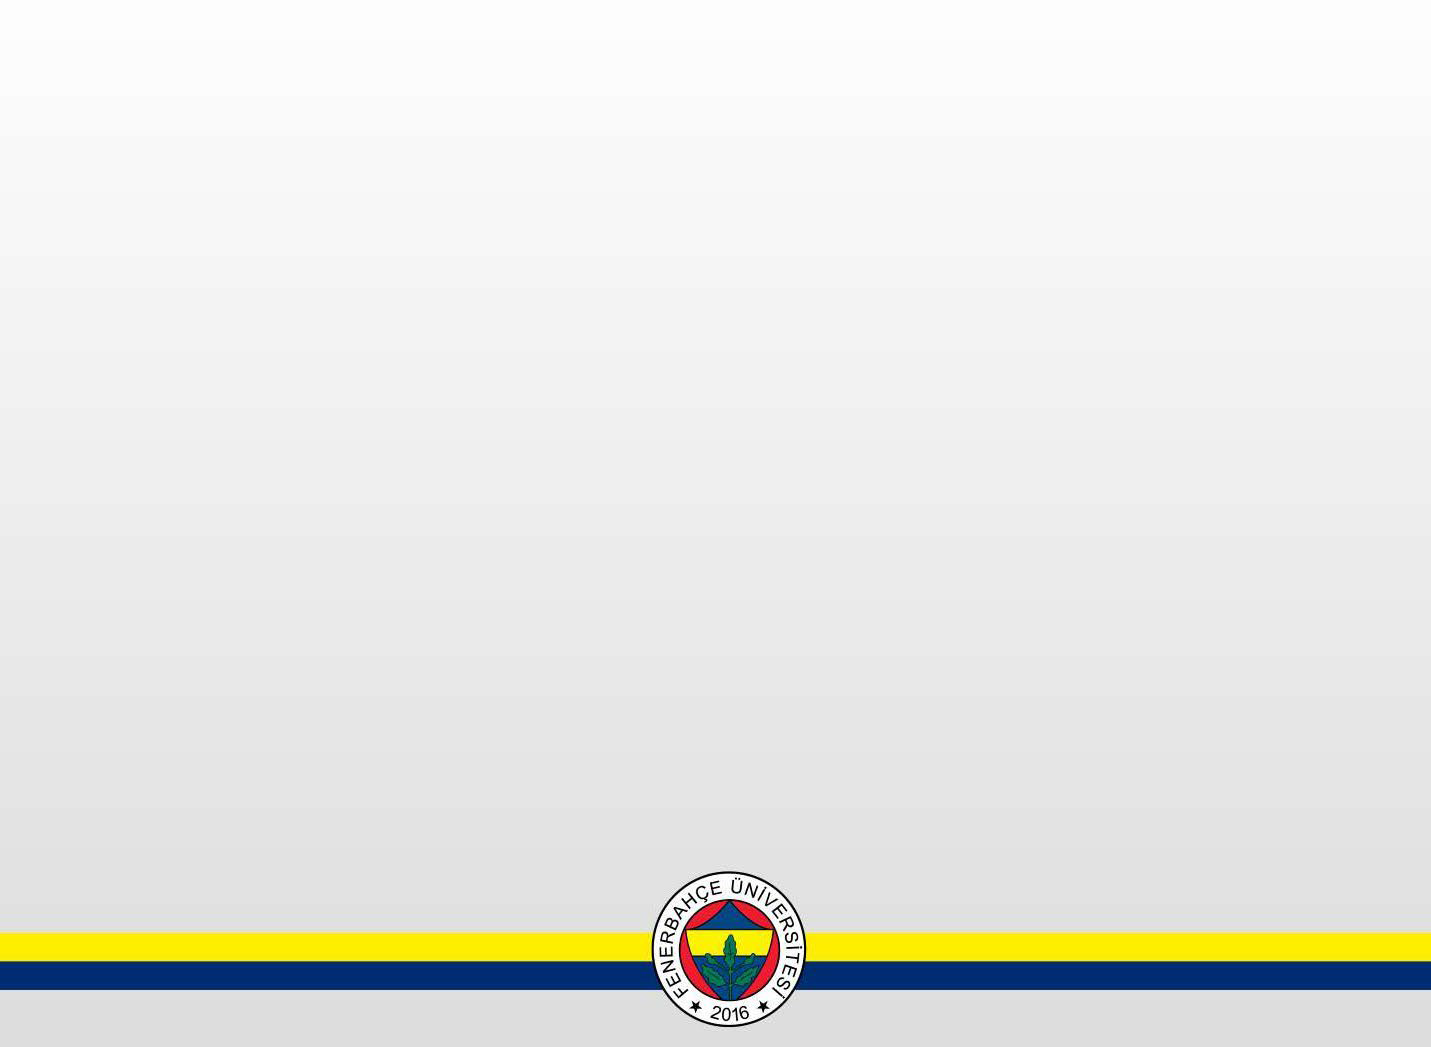 FENERBAHÇE ÜNİVERSİTESİ
★ 2016 ★